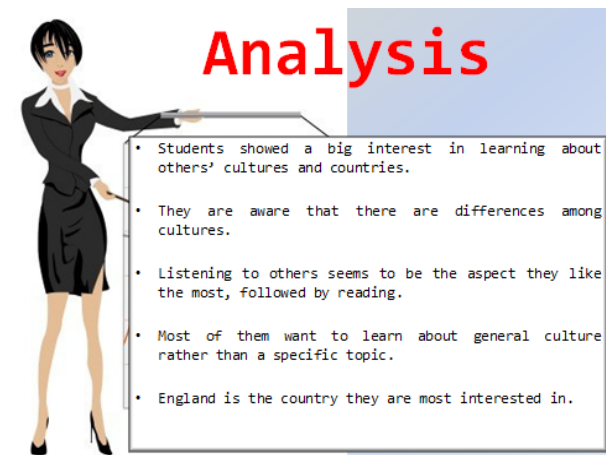 Analysis
• Students showed a big interest in learning about
others’ cultures and countries.
• They are aware that there are differences among
cultures.
• Listening to others seems to be the aspect they like
the most, followed by reading.
• Most of them want to learn about general culture
rather than a specific topic.
• England is the country they are most interested in.